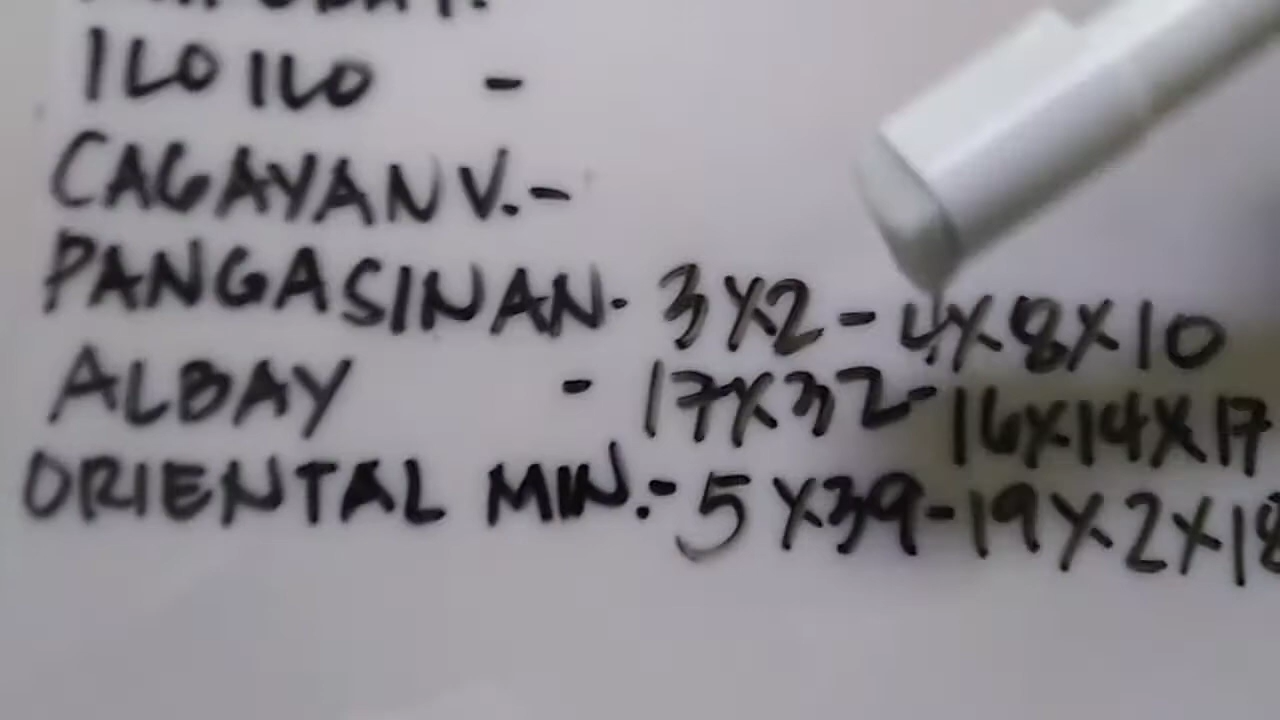 ILOILO -
CAGAYAN V.-
PANGASINAN- 3X2-4X8X10
ALBAY - 17X32-16X14X17
ORIENTAL MIN.- 5X39-19X2X18